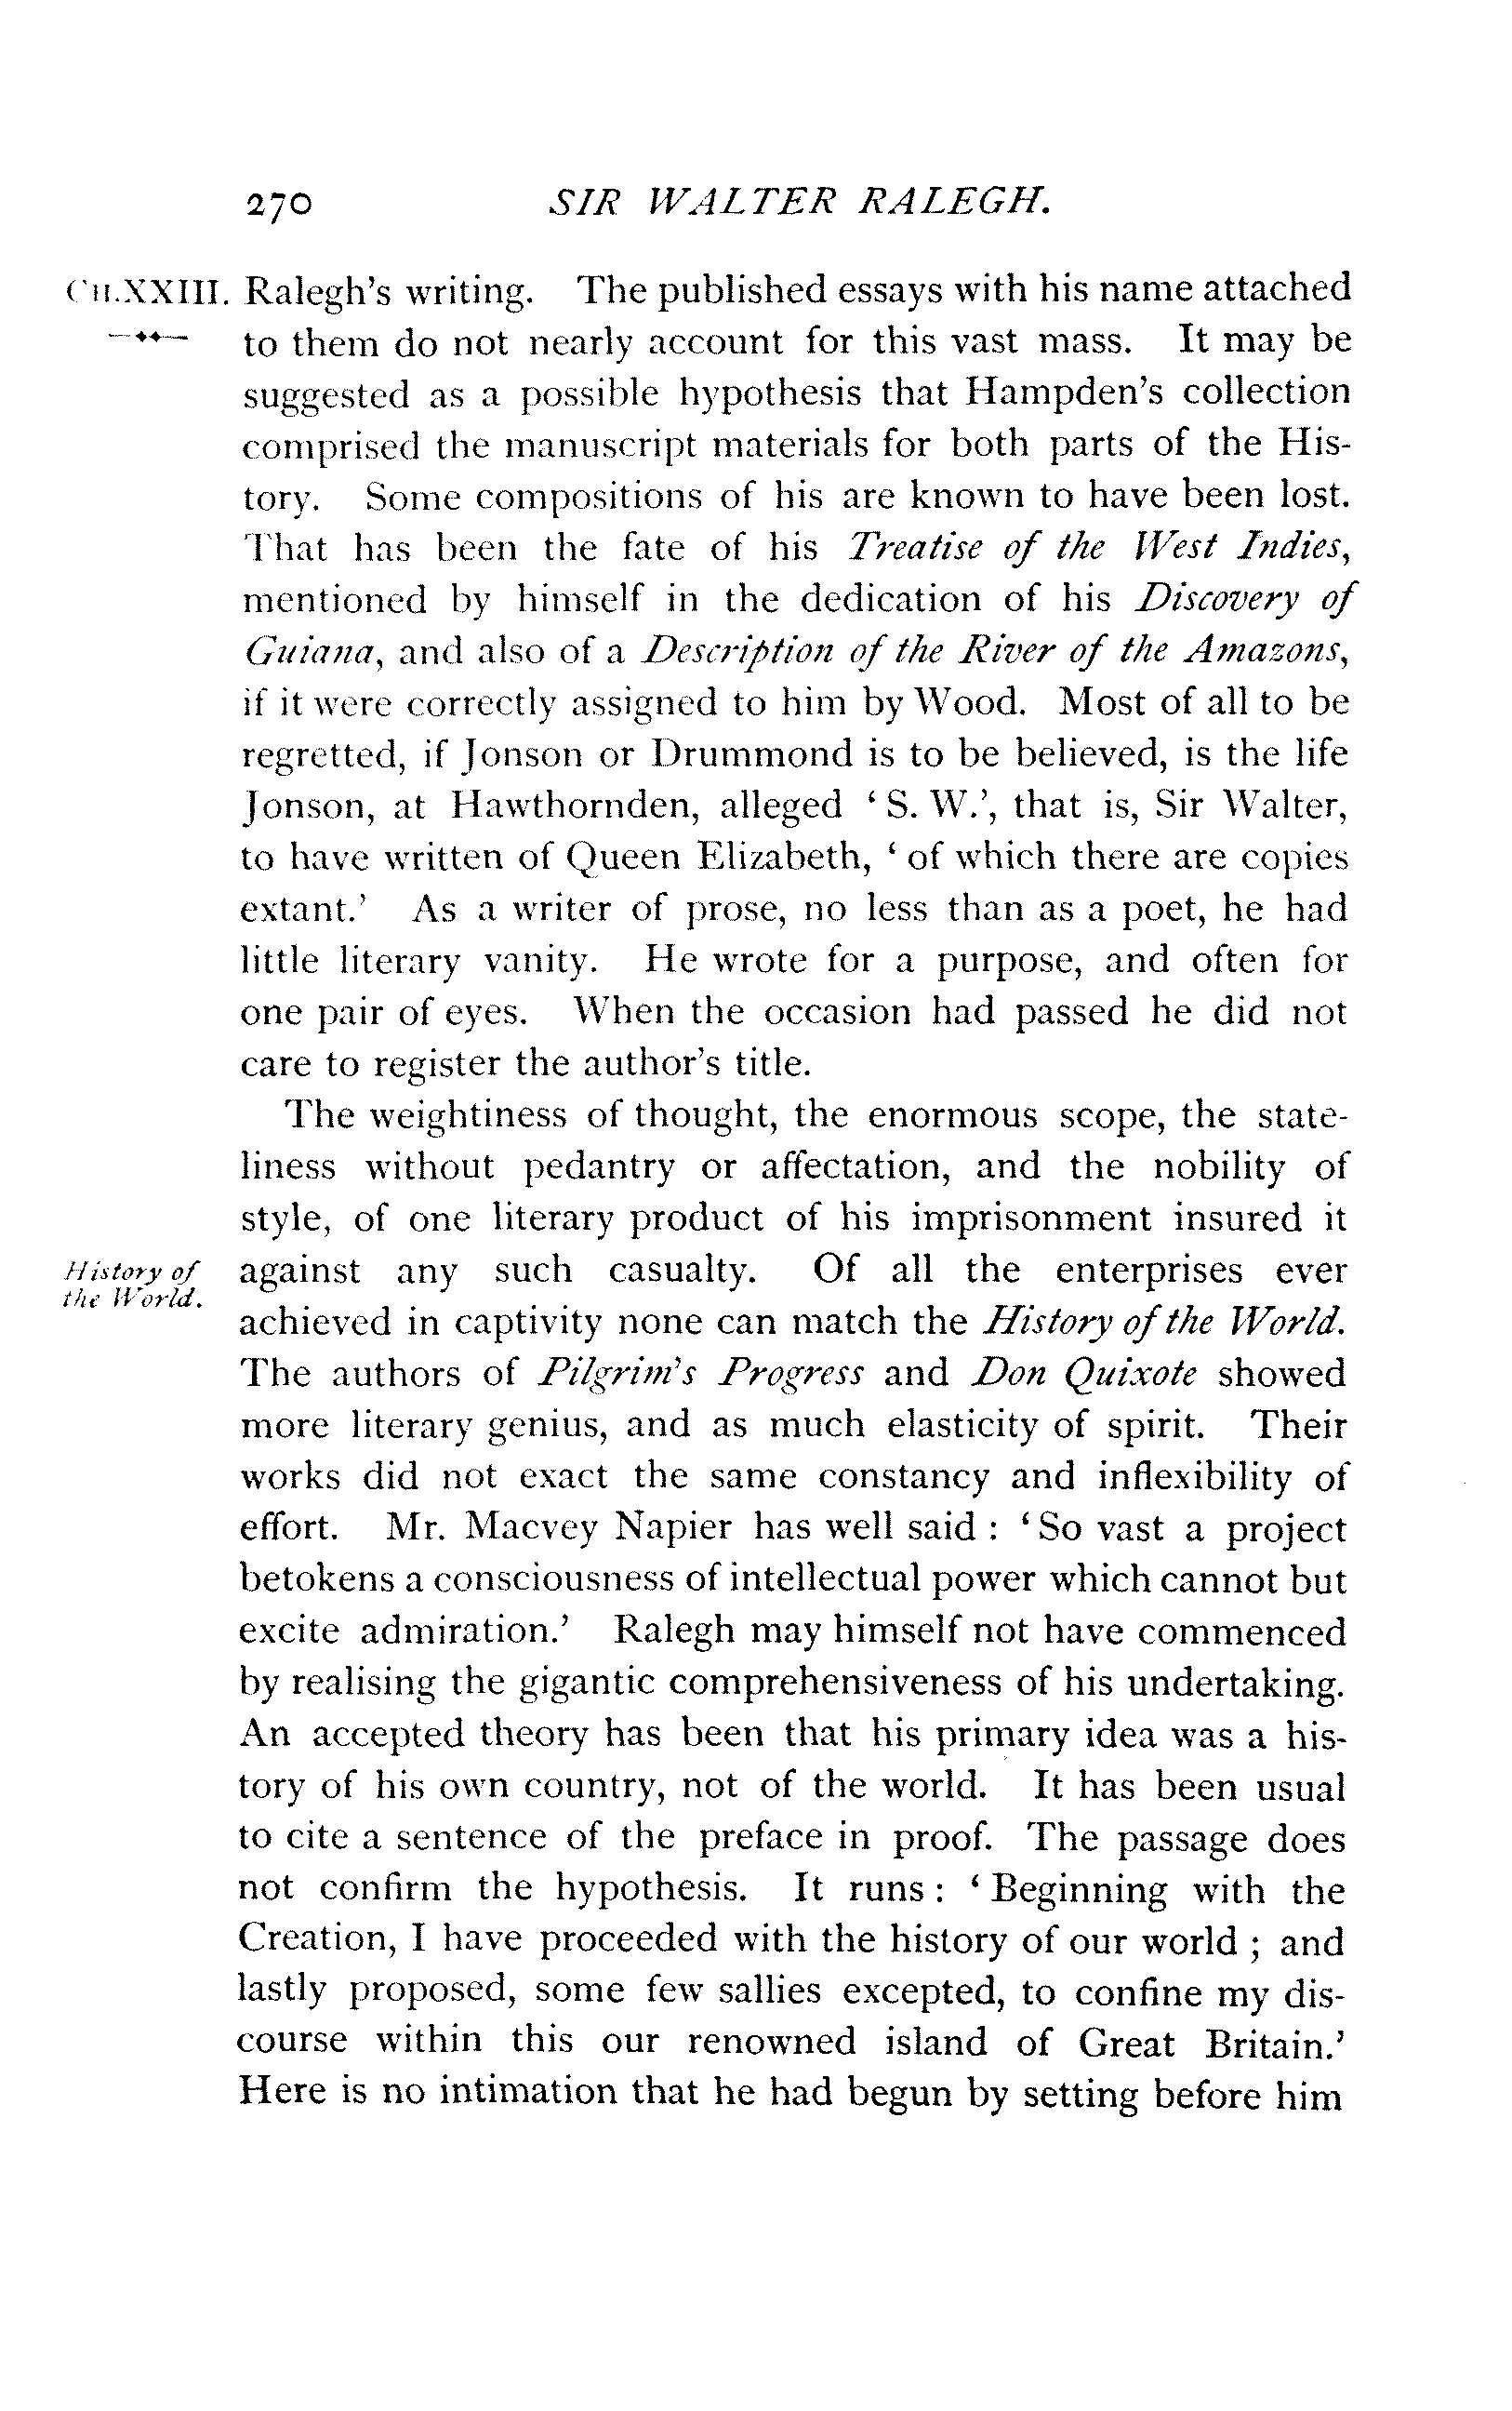 270 SIR WALTER RALEGH.
CH.XXIII. Ralegh's writing. The published essays with his name attached
to them do not nearly account for this vast mass. It may be
suggested as a possible hypothesis that Hampden's collection
comprised the manuscript materials for both parts of the His-
tory. Some compositions of his are known to have been lost.
That has been the fate of his Treatise of the West Indies,
mentioned by himself in the dedication of his Discovery of
Guiana, and also of a Description of the River of the Amazons,
if it were correctly assigned to him by Wood. Most of all to be
regretted, if Jonson or Drummond is to be believed, is the life
Jonson, at Hawthornden, alleged ‘S. W.’, that is, Sir Walter,
to have written of Queen Elizabeth, ‘of which there are copies
extant.’ As a writer of prose, no less than as a poet, he had
little literary vanity. He wrote for a purpose, and often for
one pair of eyes. When the occasion had passed he did not
care to register the author's title.
The weightiness of thought, the enormous scope, the state-
liness without pedantry or affectation, and the nobility of
style, of one literary product of his imprisonment insured it
History of
the World.
against any such casualty. Of all the enterprises ever
achieved in captivity none can match the History of the World.
The authors of Pilgrim's Progress and Don Quixote showed
more literary genius, and as much elasticity of spirit. Their
works did not exact the same constancy and inflexibility of
effort. Mr. Macvey Napier has well said : ‘So vast a project
betokens a consciousness of intellectual power which cannot but
excite admiration.’ Ralegh may himself not have commenced
by realising the gigantic comprehensiveness of his undertaking.
An accepted theory has been that his primary idea was a his-
tory of his own country, not of the world. It has been usual
to cite a sentence of the preface in proof. The passage does
not confirm the hypothesis. It runs : ‘Beginning with the
Creation, I have proceeded with the history of our world ; and
lastly proposed, some few sallies excepted, to confine my dis-
course within this our renowned island of Great Britain.’
Here is no intimation that he had begun by setting before him